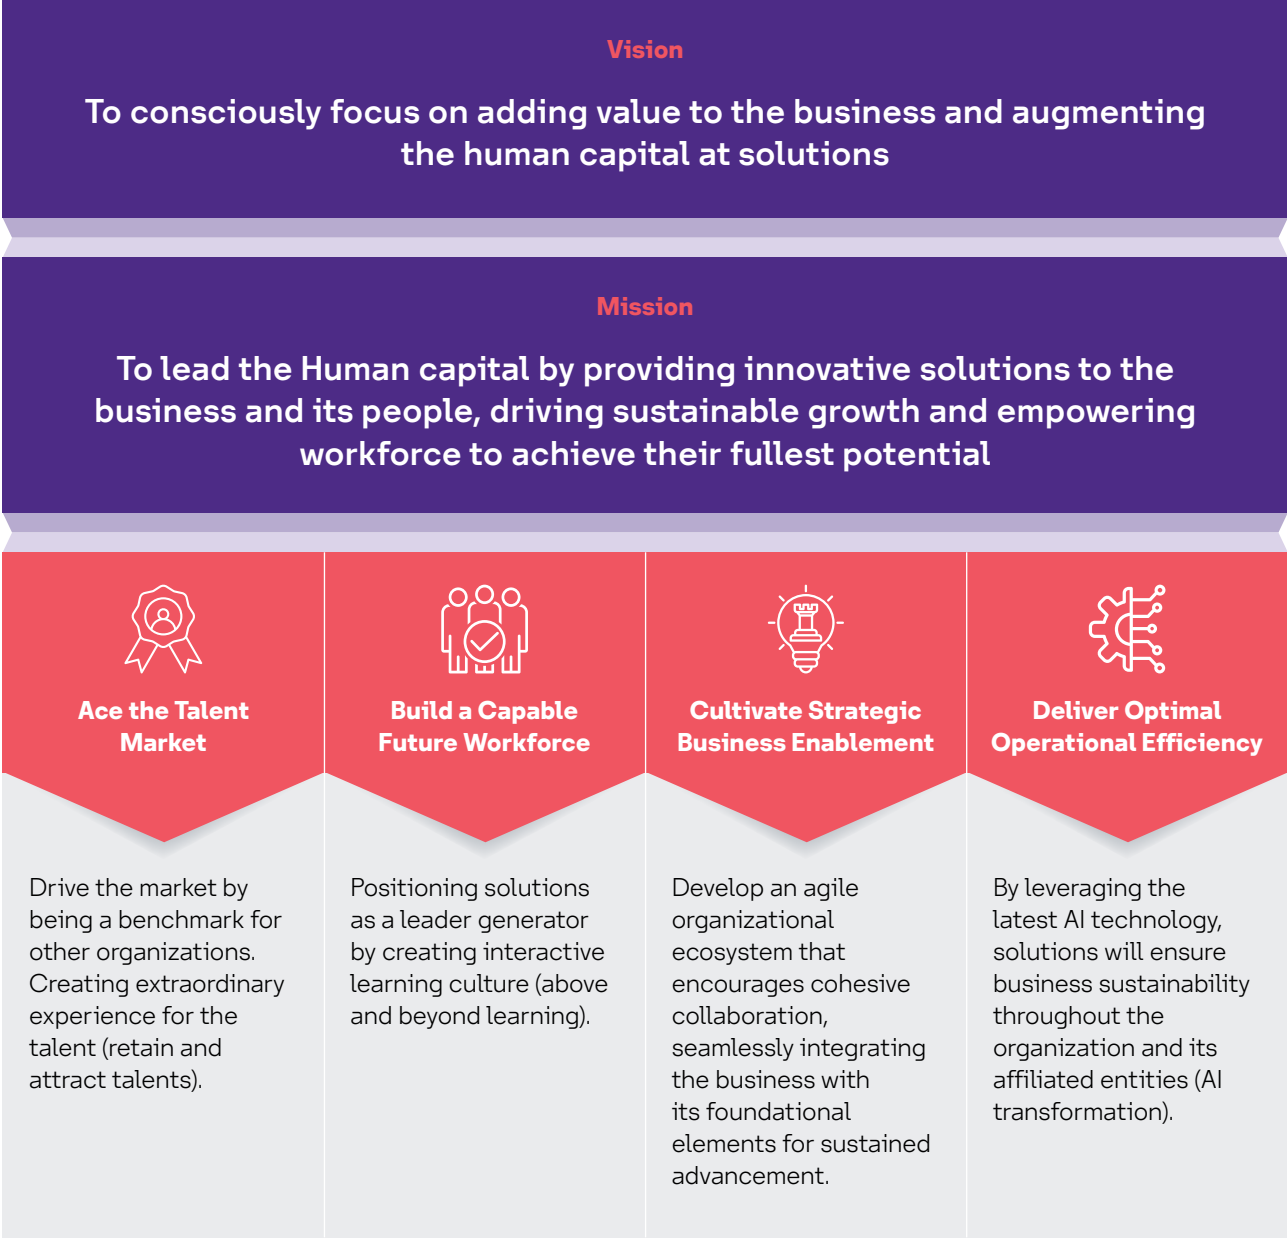 Vision
To consciously focus on adding value to the business and augmenting
the human capital at solutions
Mission
To lead the Human capital by providing innovative solutions to the
business and its people, driving sustainable growth and empowering
workforce to achieve their fullest potential
Ace the Talent
Market
Drive the market by
being a benchmark for
other organizations.
Creating extraordinary
experience for the
talent (retain and
attract talents).
Build a Capable
Future Workforce
Positioning solutions
as a leader generator
by creating interactive
learning culture (above
and beyond learning).
Cultivate Strategic
Business Enablement
Develop an agile
organizational
ecosystem that
encourages cohesive
collaboration,
seamlessly integrating
the business with
its foundational
elements for sustained
advancement.
Deliver Optimal
Operational Efficiency
By leveraging the
latest AI technology,
solutions will ensure
business sustainability
throughout the
organization and its
affiliated entities (AI
transformation).